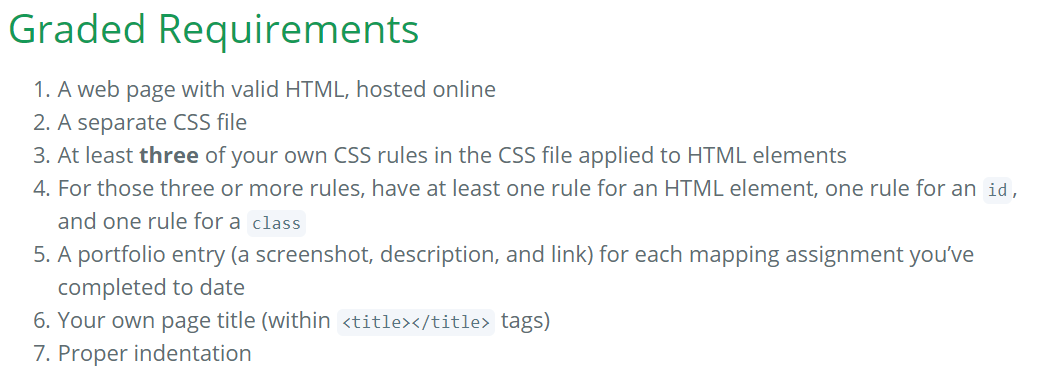 Graded Requirements
1. A web page with valid HTML, hosted online
2. A separate CSS file
3. At least three of your own CSS rules in the CSS file applied to HTML elements
4. For those three or more rules, have at least one rule for an HTML element, one rule for an id,
and one rule for a class
5. A portfolio entry (a screenshot, description, and link) for each mapping assignment you’ve
completed to date
6. Your own page title (within <title></title> tags)
7. Proper indentation